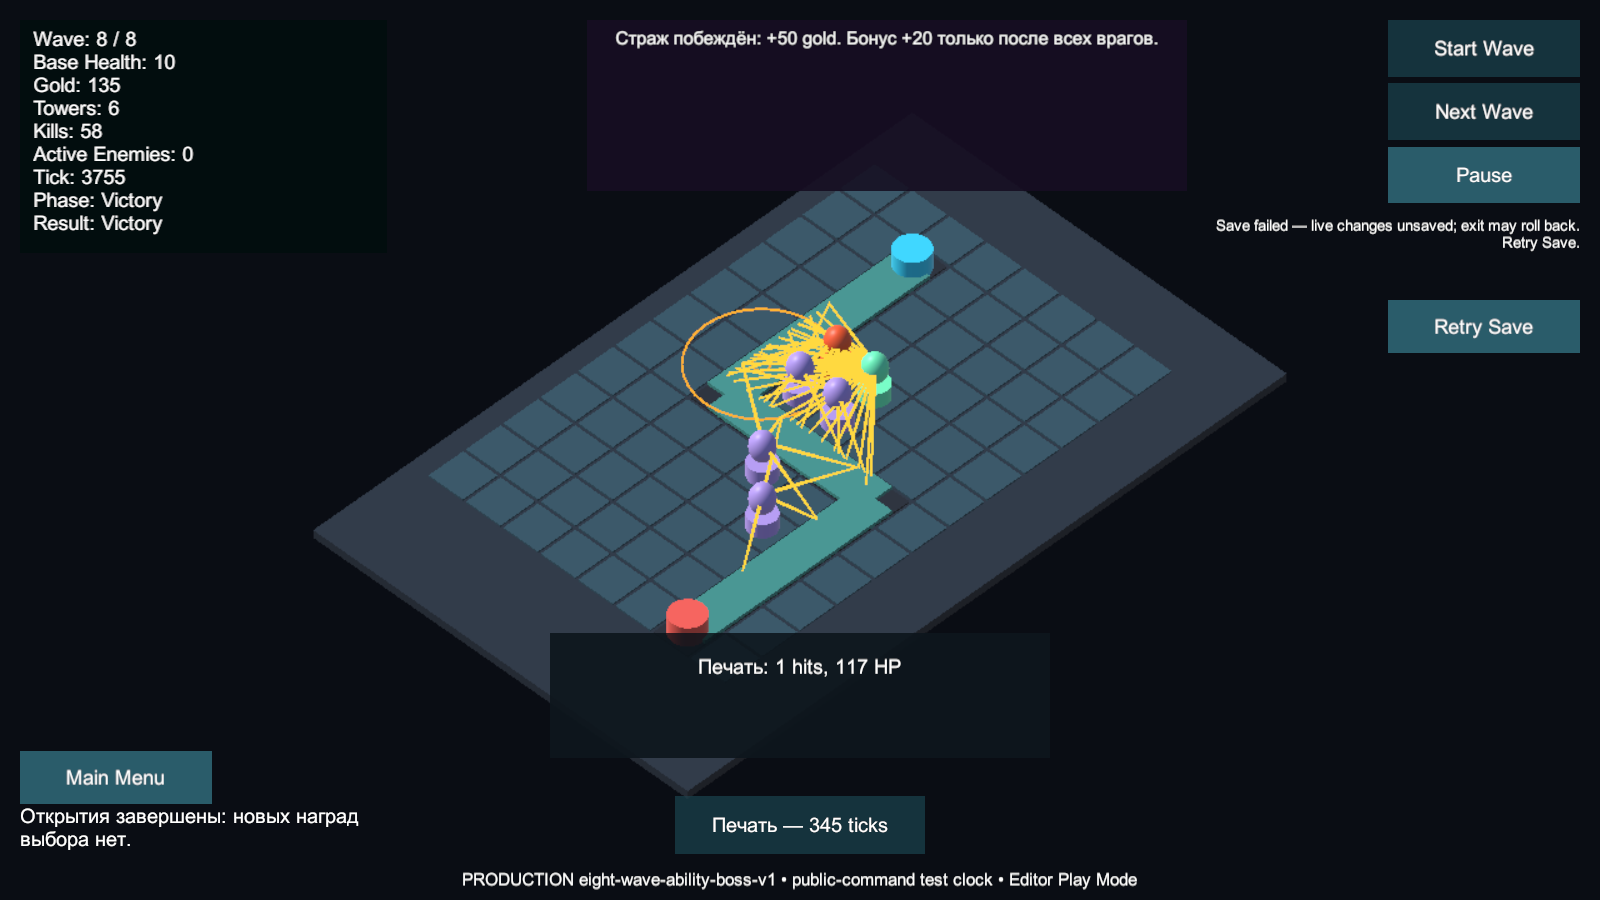 Wave: 8 / 8
Base Health: 10
Gold: 135
Towers: 6
Kills: 58
Active Enemies: 0
Tick: 3755
Phase: Victory
Result: Victory
Страж побеждён: +50 gold. Бонус +20 только после всех врагов.
Start Wave
Next Wave
Pause
Save failed — live changes unsaved; exit may roll back.
Retry Save.
Retry Save
Печать: 1 hits, 117 HP
Main Menu
Открытия завершены: новых наград
выбора нет.
Печать — 345 ticks
PRODUCTION eight-wave-ability-boss-v1 • public-command test clock • Editor Play Mode